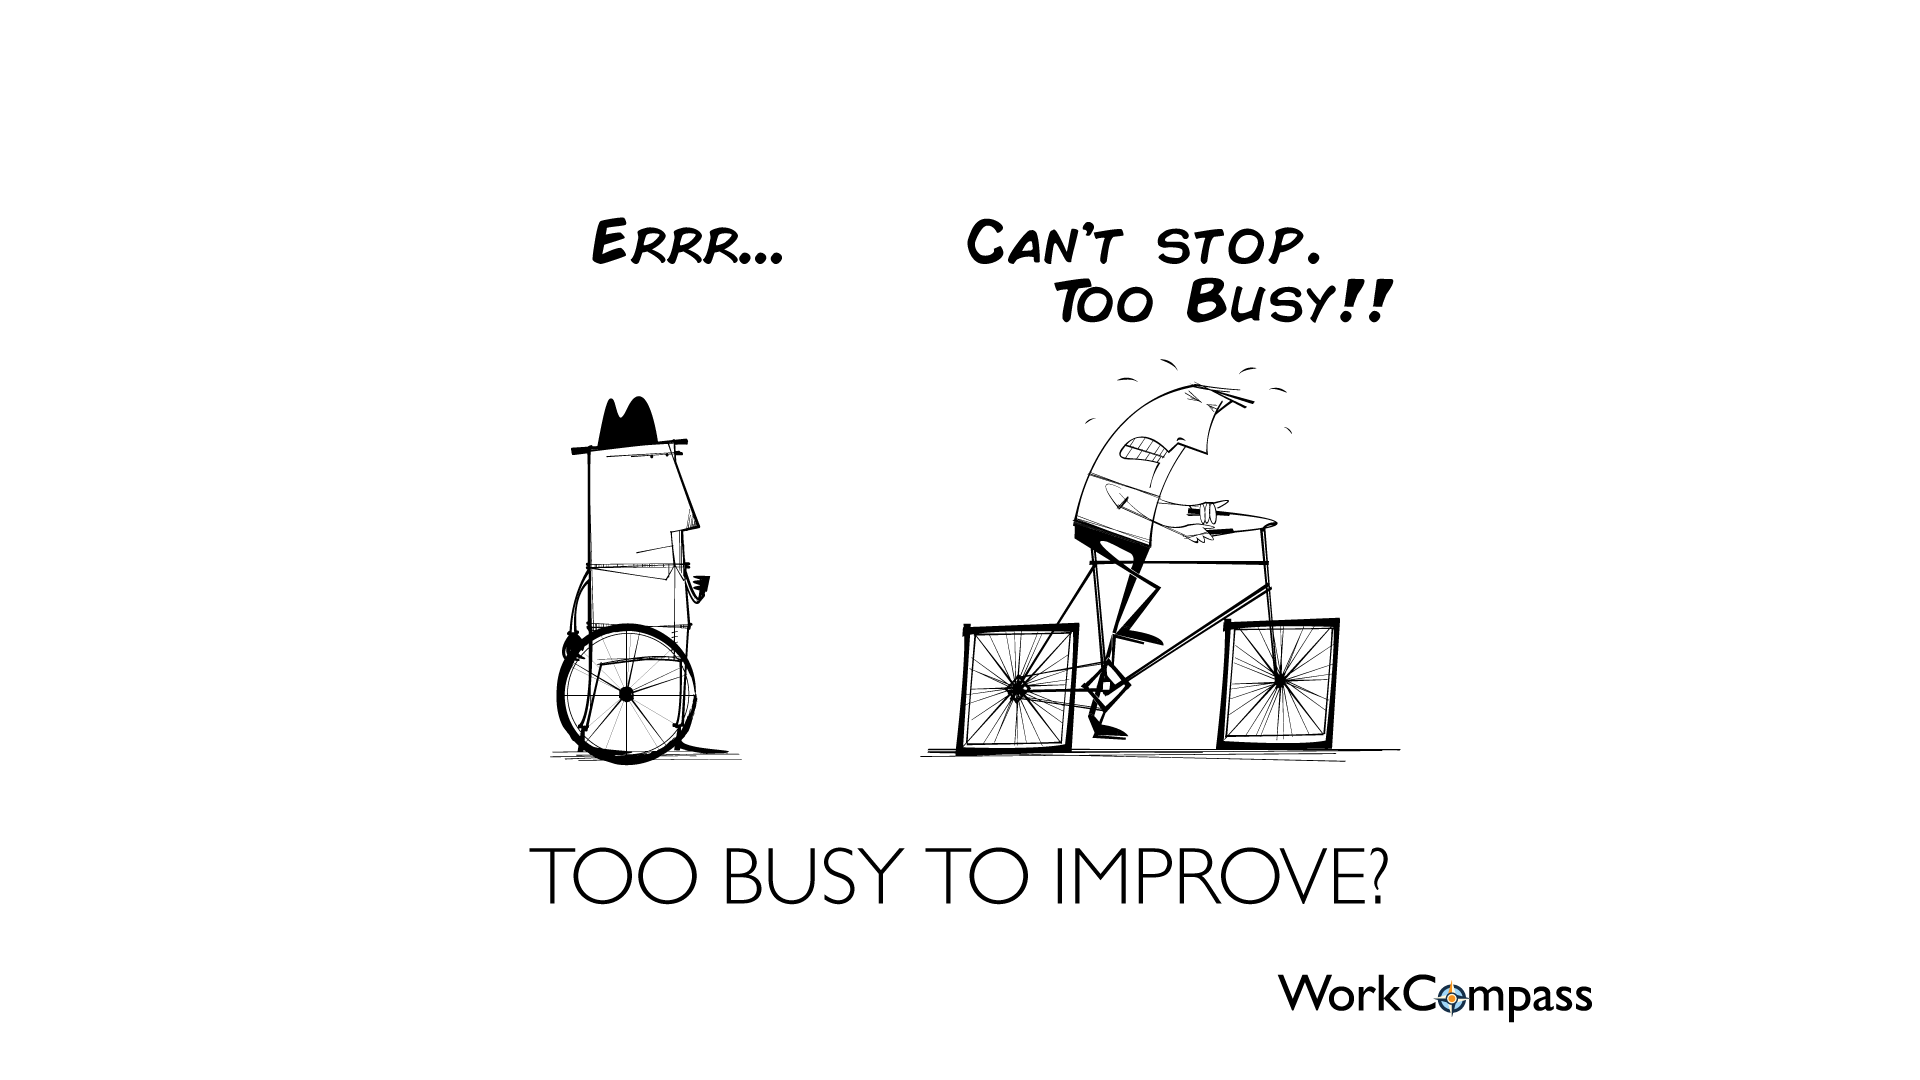 Errr...
Can't stop.
Too Busy!!
TOO BUSY TO IMPROVE?
WorkCompass